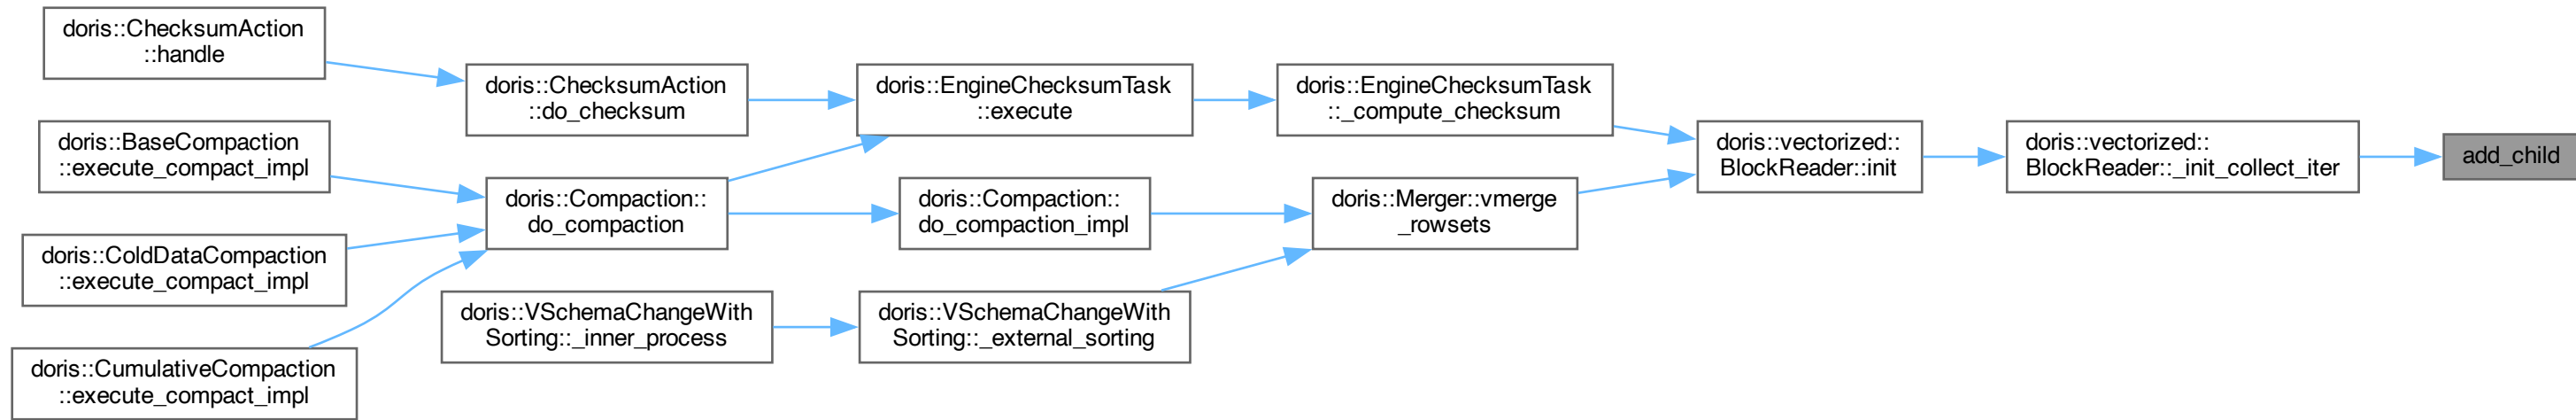 doris::ChecksumAction
::handle
doris::BaseCompaction
::execute_compact_impl
doris::ColdDataCompaction
::execute_compact_impl
doris::CumulativeCompaction
::execute_compact_impl
doris::ChecksumAction
::do_checksum
doris::Compaction::
do_compaction
doris::VSchemaChangeWith
Sorting::_inner_process
doris::EngineChecksumTask
::execute
doris::Compaction::
do_compaction_impl
doris::VSchemaChangeWith
Sorting::_external_sorting
doris::EngineChecksumTask
::_compute_checksum
doris::Merger::vmerge
_rowsets
doris::vectorized::
BlockReader::init
doris::vectorized::
BlockReader::_init_collect_iter
add_child